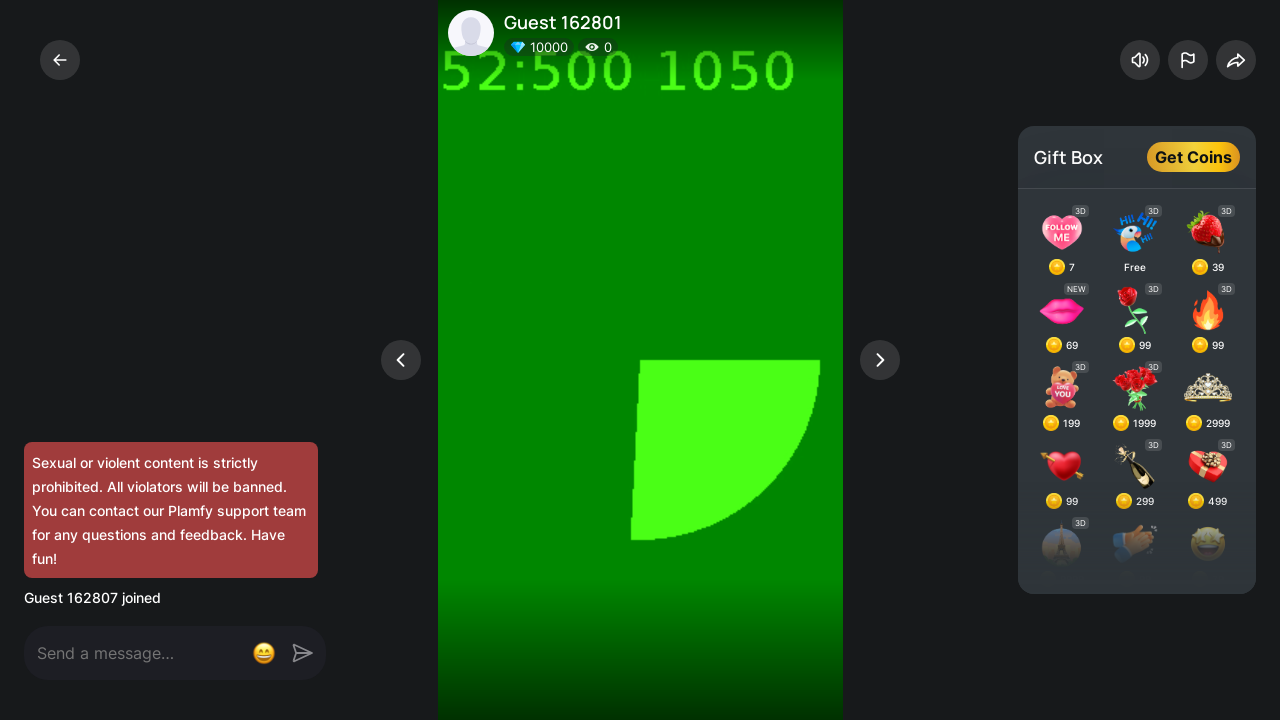 Guest 162801
10000 0
52:500 1050
Gift Box
Get Coins
3D 3D 3D
FOLLOW ME
Hi! Hi! Hi!
7 Free 39
NEW 3D 3D
69 99 99
3D 3D
LOVE YOU
199 1999 2999
3D 3D
99 299 499
3D
Sexual or violent content is strictly
prohibited. All violators will be banned.
You can contact our Plamfy support team
for any questions and feedback. Have
fun!
Guest 162807 joined
Send a message...